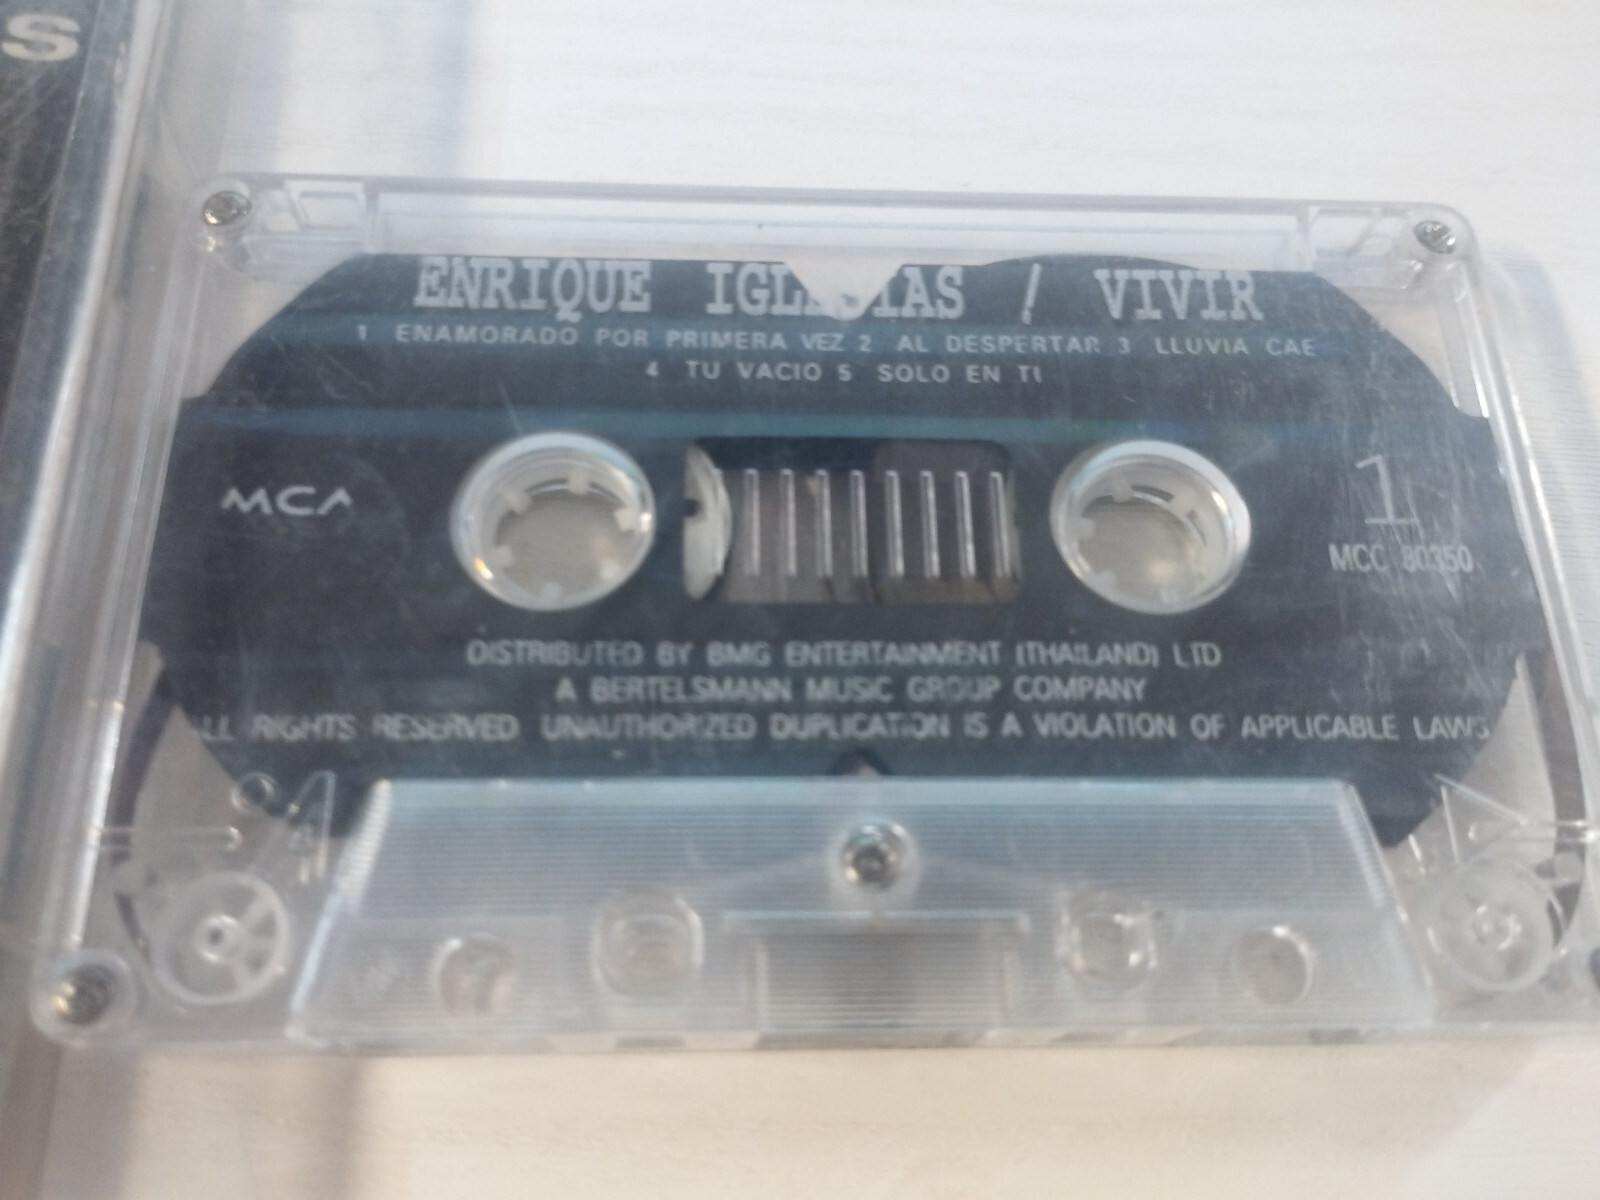 S
ENRIQUE IGLESIAS / VIVIR
1 ENAMORADO POR PRIMERA VEZ 2 AL DESPERTAR 3 LLUVIA CAE
4 TU VACIO 5 SOLO EN TI
MCA
1
MCC 80350
DISTRIBUTED BY BMG ENTERTAINMENT (THAILAND) LTD
A BERTELSMANN MUSIC GROUP COMPANY
ALL RIGHTS RESERVED UNAUTHORIZED DUPLICATION IS A VIOLATION OF APPLICABLE LAWS